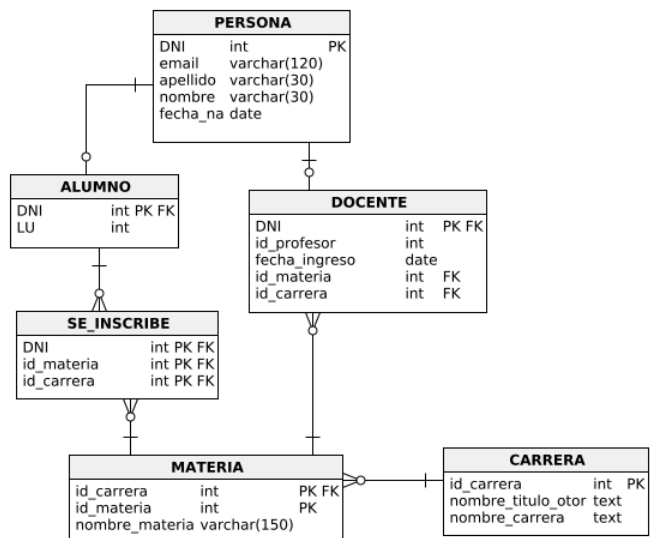 PERSONA
DNI int PK
email varchar(120)
apellido varchar(30)
nombre varchar(30)
fecha_na date
ALUMNO
DNI int PK FK
LU int
DOCENTE
DNI int PK FK
id_profesor int
fecha_ingreso date
id_materia int FK
id_carrera int FK
SE_INSCRIBE
DNI int PK FK
id_materia int PK FK
id_carrera int PK FK
MATERIA
id_carrera int PK FK
id_materia int PK
nombre_materia varchar(150)
CARRERA
id_carrera int PK
nombre_titulo_otor text
nombre_carrera text